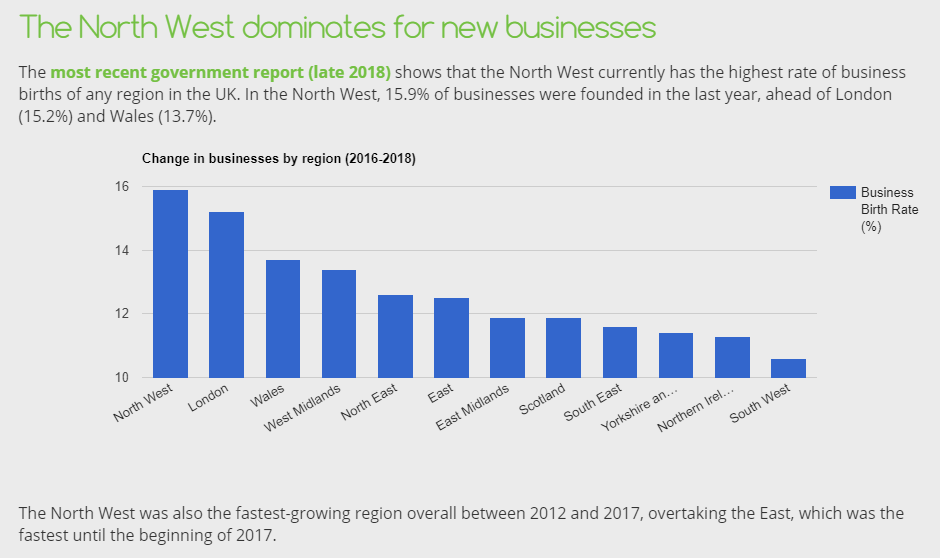 The North West dominates for new businesses
The most recent government report (late 2018) shows that the North West currently has the highest rate of business
births of any region in the UK. In the North West, 15.9% of businesses were founded in the last year, ahead of London
(15.2%) and Wales (13.7%).
Change in businesses by region (2016-2018)
16
14
12
10
Business
Birth Rate
(%)
North West
London
Wales
West Midlands
North East
East
East Midlands
Scotland
South East
Yorkshire an...
Northern Irel...
South West
The North West was also the fastest-growing region overall between 2012 and 2017, overtaking the East, which was the
fastest until the beginning of 2017.